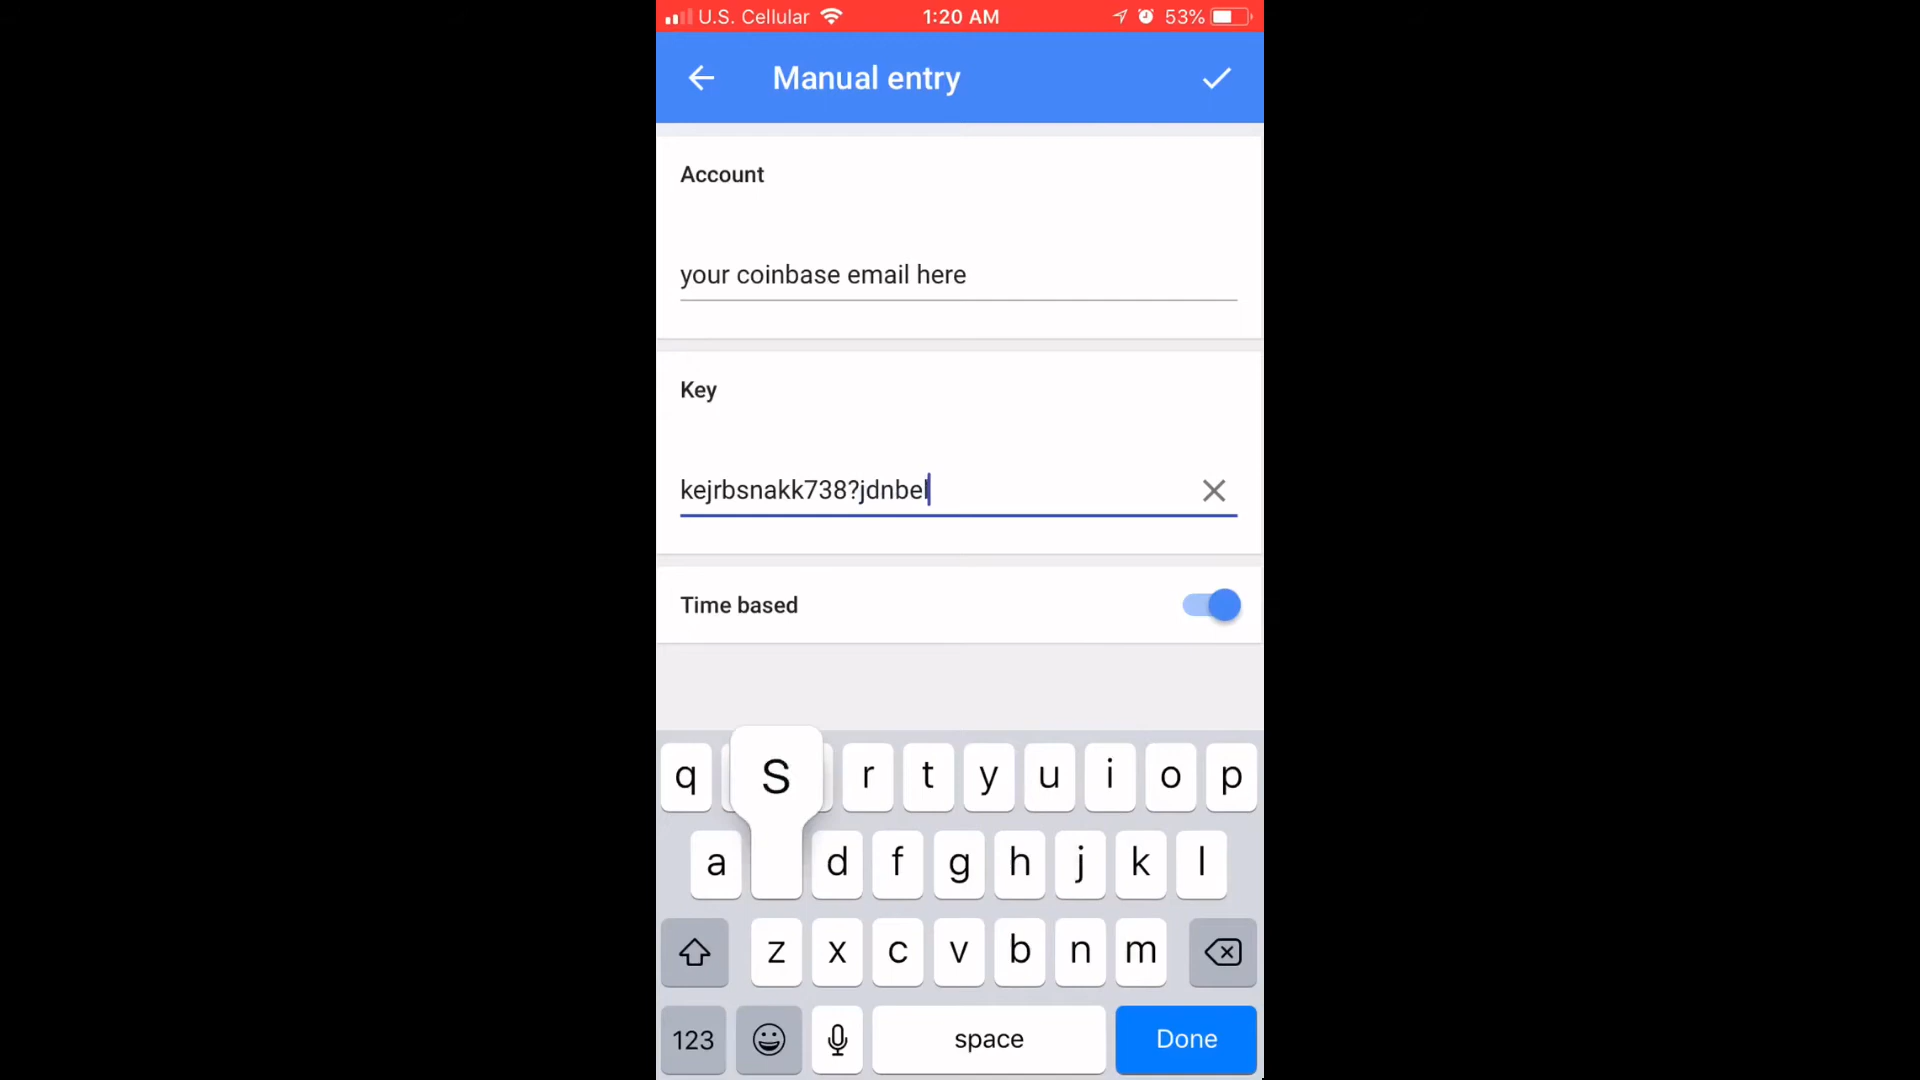 U.S. Cellular 1:20 AM 53%
Manual entry
Account
your coinbase email here
Key
kejrbsnakk738?jdnbel
Time based
q S r t y u i o p
a d f g h j k l
z x c v b n m
123 space Done